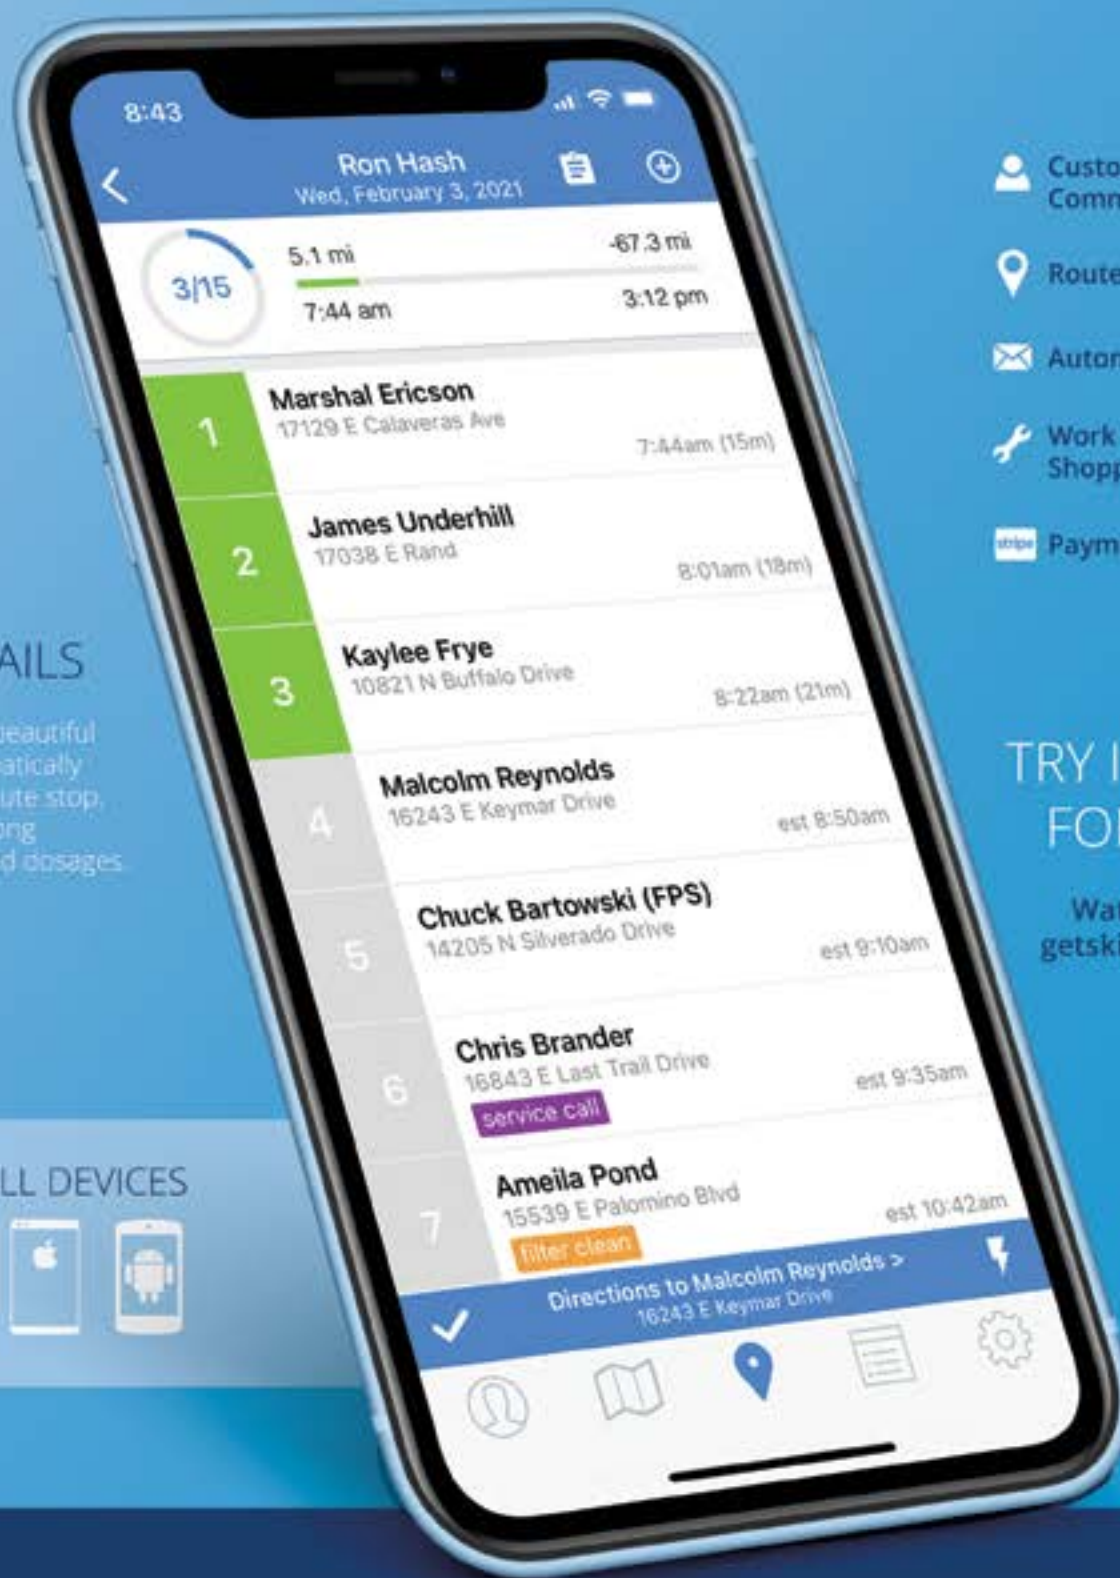 8:43
Ron Hash
Wed, February 3, 2021
3/15
5.1 mi
-67.3 mi
7:44 am
3:12 pm
1
Marshal Ericson
17129 E Calaveras Ave
7:44am (15m)
2
James Underhill
17038 E Rand
8:01am (18m)
3
Kaylee Frye
10821 N Buffalo Drive
8:22am (21m)
4
Malcolm Reynolds
16243 E Keymar Drive
est 8:50am
5
Chuck Bartowski (FPS)
14205 N Silverado Drive
est 9:10am
6
Chris Brander
16843 E Last Trail Drive
service call
est 9:35am
7
Ameila Pond
15539 E Palomino Blvd
filter clean
est 10:42am
Directions to Malcolm Reynolds >
16243 E Keymar Drive
AILS
beautiful
atically
ute stop,
ong
d dosages.
LL DEVICES
Custo
Comm
Route
Autor
Work
Shopp
stripe Paym
TRY I
FO
Wat
getski